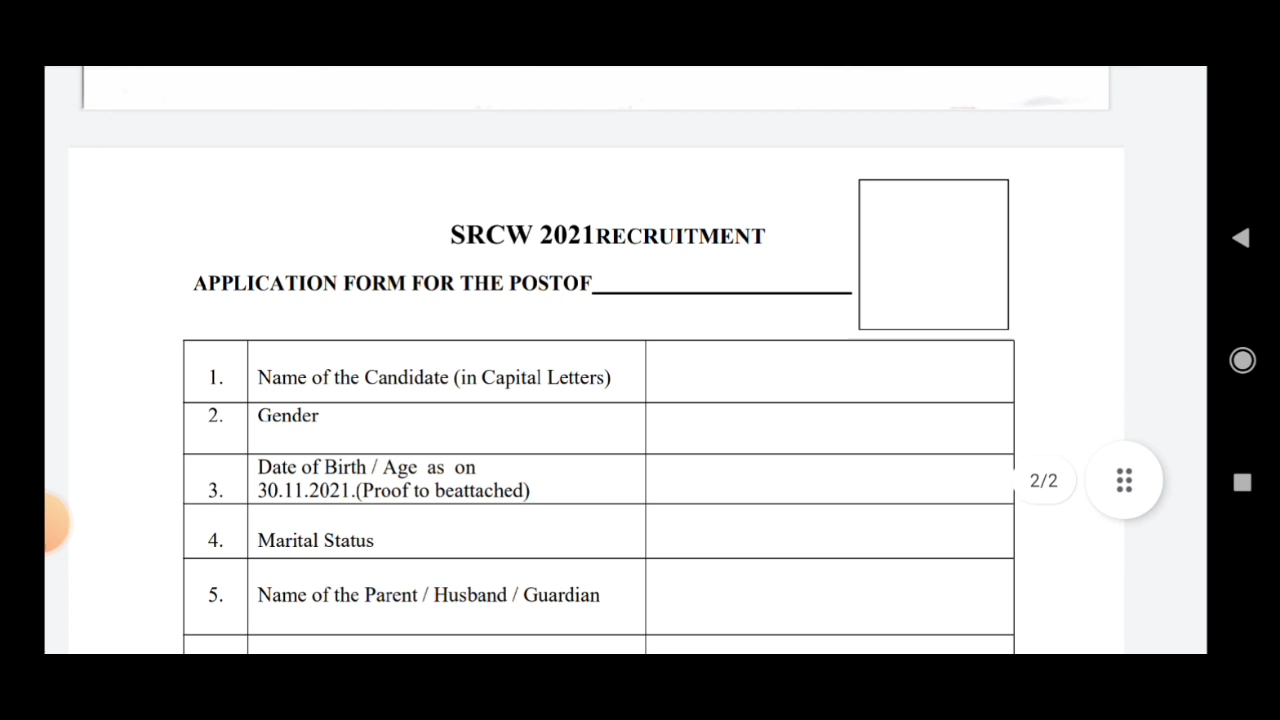 SRCW 2021RECRUITMENT
APPLICATION FORM FOR THE POSTOF
1. Name of the Candidate (in Capital Letters)
2. Gender
3. Date of Birth / Age as on
30.11.2021.(Proof to beattached)
4. Marital Status
5. Name of the Parent / Husband / Guardian
2/2